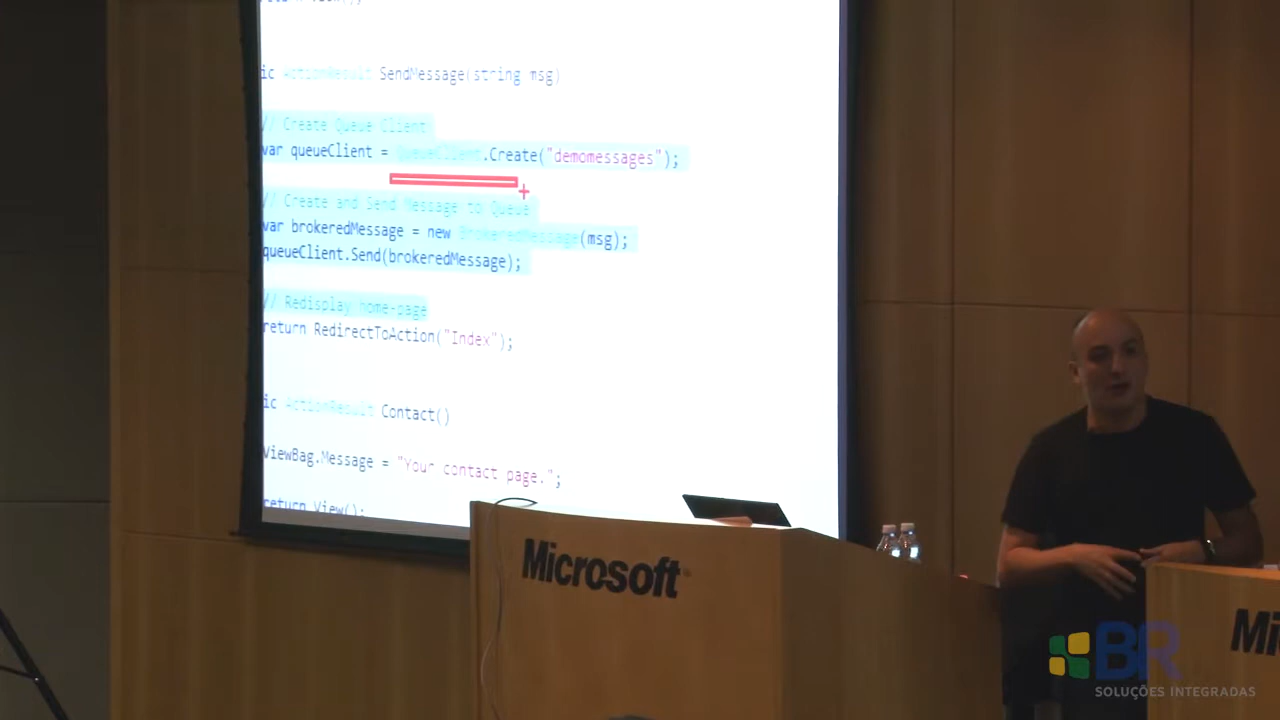 ic ActionResult SendMessage(string msg)
// Create Queue Client
var queueClient = QueueClient.Create("demomessages");
// Create and Send Message to Queue
var brokeredMessage = new BrokeredMessage(msg);
queueClient.Send(brokeredMessage);
// Redisplay home-page
return RedirectToAction("Index");
ic ActionResult Contact()
ViewBag.Message = "Your contact page.";
return View();
Microsoft
Mi
BR
SOLUÇÕES INTEGRADAS